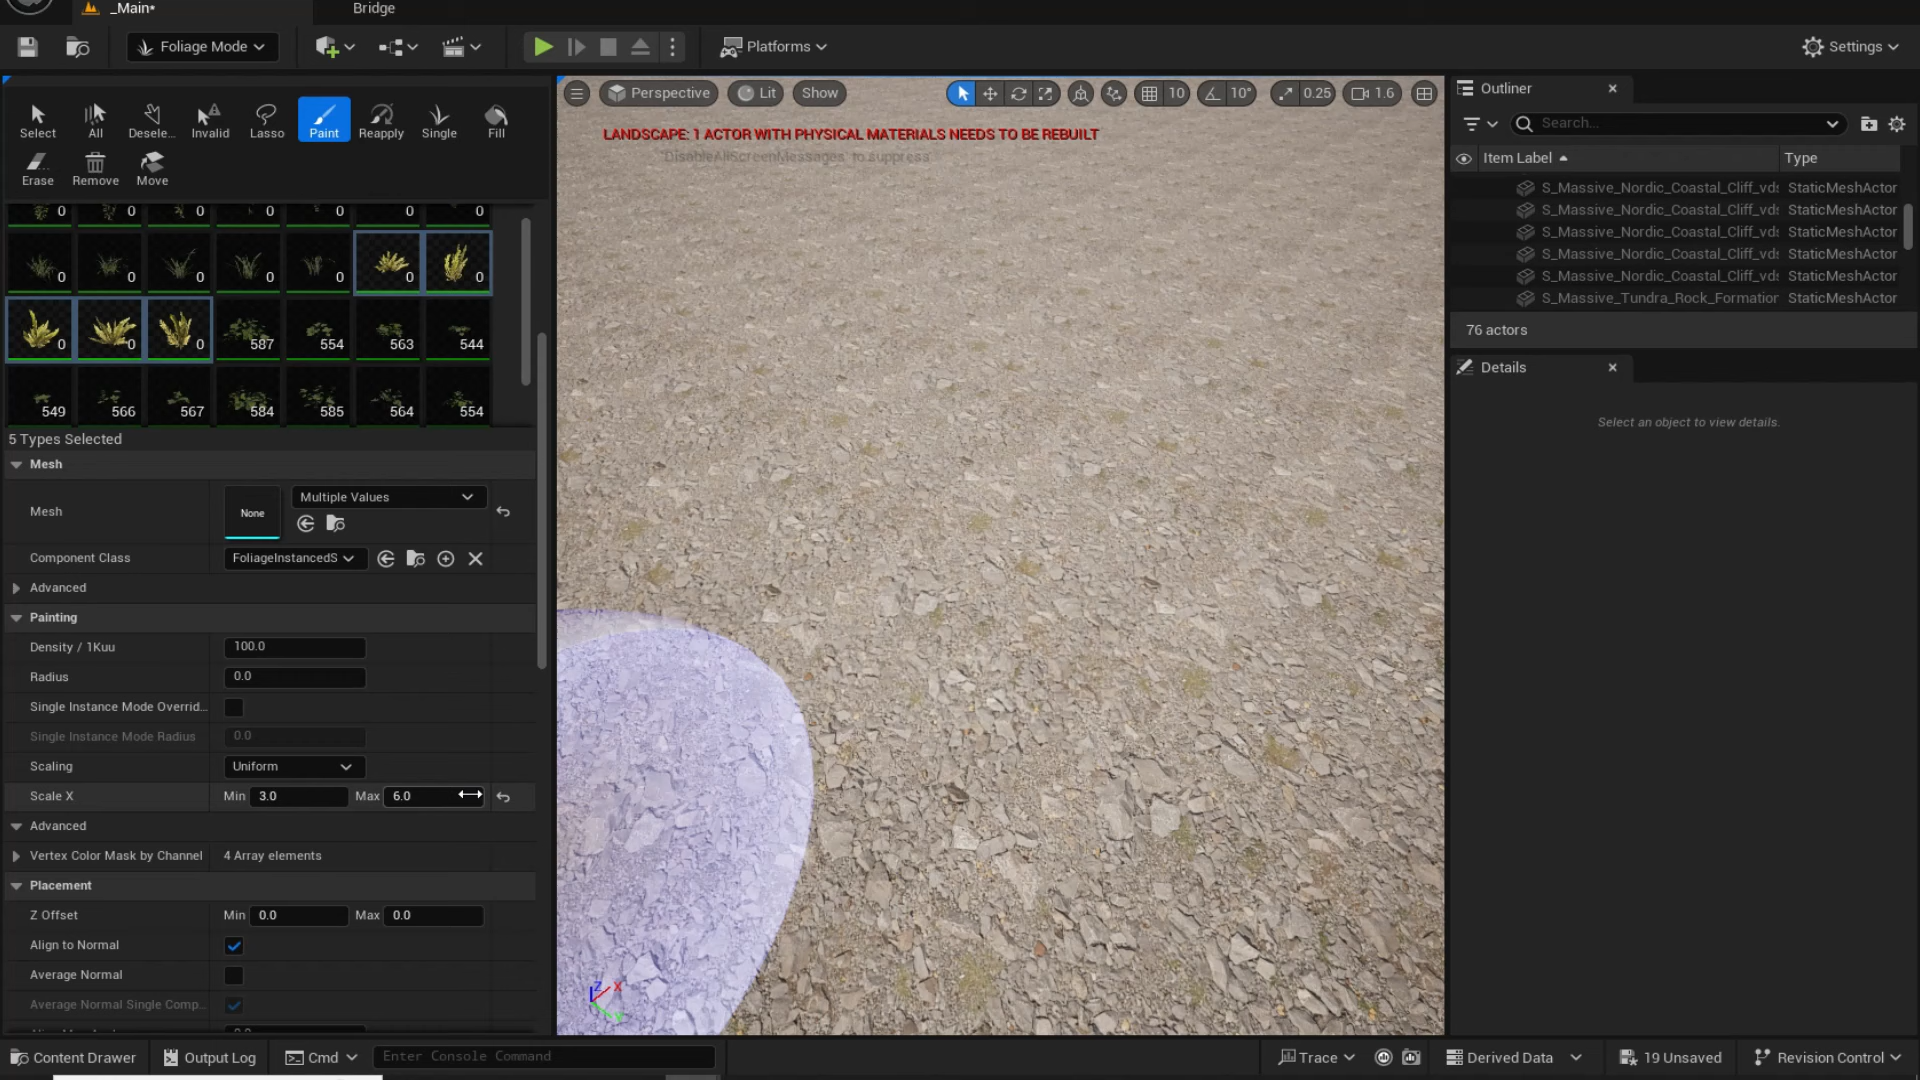 _Main*
Bridge
Foliage Mode
Platforms
Settings
Select
All
Desele...
Invalid
Lasso
Paint
Reapply
Single
Fill
Erase
Remove
Move
Perspective
Lit
Show
10
10°
0.25
1.6
LANDSCAPE: 1 ACTOR WITH PHYSICAL MATERIALS NEEDS TO BE REBUILT
'DisableAllScreenMessages' to suppress
Outliner
Search...
Item Label
Type
S_Massive_Nordic_Coastal_Cliff_vds StaticMeshActor
S_Massive_Nordic_Coastal_Cliff_vds StaticMeshActor
S_Massive_Nordic_Coastal_Cliff_vds StaticMeshActor
S_Massive_Nordic_Coastal_Cliff_vds StaticMeshActor
S_Massive_Nordic_Coastal_Cliff_vds StaticMeshActor
S_Massive_Tundra_Rock_Formation StaticMeshActor
76 actors
Details
Select an object to view details.
0 0 0 0 0 0 0
0 0 0 0 0 0 0
0 0 0 587 554 563 544
549 566 567 584 585 564 554
5 Types Selected
Mesh
Mesh
None
Multiple Values
Component Class
FoliageInstancedS
Advanced
Painting
Density / 1Kuu 100.0
Radius 0.0
Single Instance Mode Overrid...
Single Instance Mode Radius 0.0
Scaling Uniform
Scale X Min 3.0 Max 6.0
Advanced
Vertex Color Mask by Channel 4 Array elements
Placement
Z Offset Min 0.0 Max 0.0
Align to Normal
Average Normal
Average Normal Single Comp...
Z X
Y
Content Drawer
Output Log
Cmd
Enter Console Command
Trace
Derived Data
19 Unsaved
Revision Control